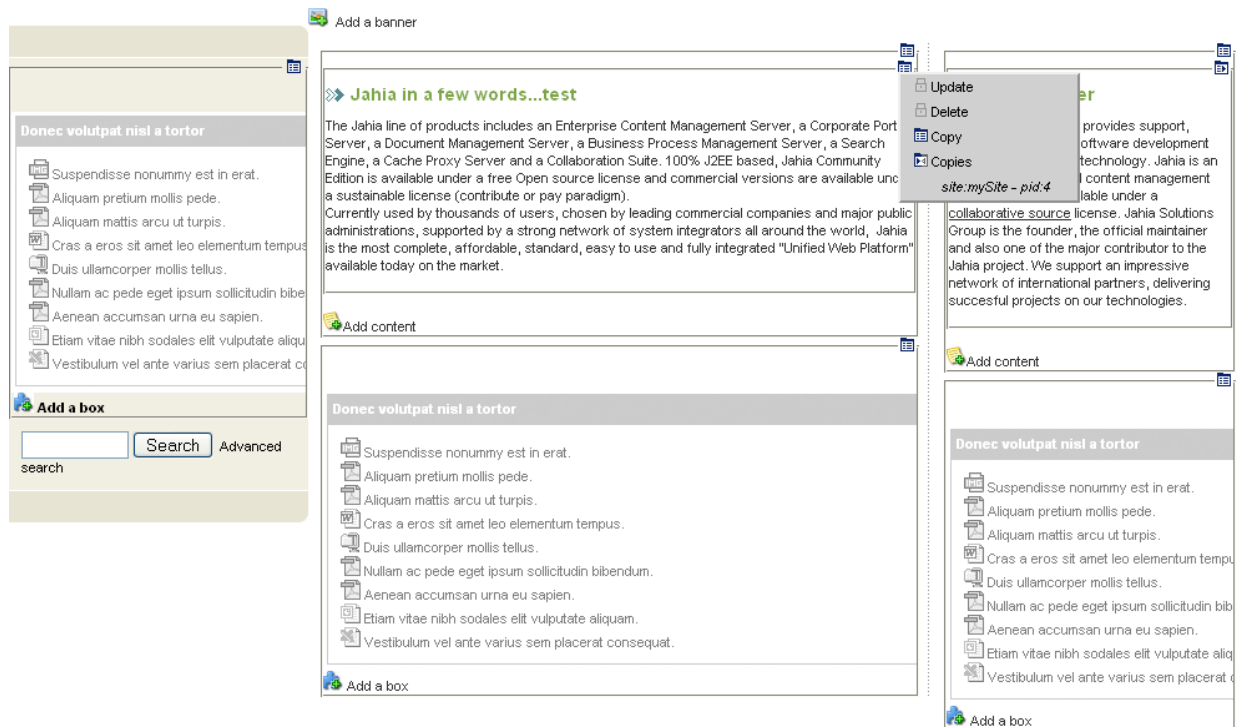 Add a banner
Donec volutpat nisl a tortor
Suspendisse nonummy est in erat.
Aliquam pretium mollis pede.
Aliquam mattis arcu ut turpis.
Cras a eros sit amet leo elementum tempus
Duis ullamcorper mollis tellus.
Nullam ac pede eget ipsum sollicitudin bibe
Aenean accumsan urna eu sapien.
Etiam vitae nibh sodales elit vulputate aliqu
Vestibulum vel ante varius sem placerat co
Add a box
Search Advanced
search
Jahia in a few words...test
The Jahia line of products includes an Enterprise Content Management Server, a Corporate Port
Server, a Document Management Server, a Business Process Management Server, a Search
Engine, a Cache Proxy Server and a Collaboration Suite. 100% J2EE based, Jahia Community
Edition is available under a free Open source license and commercial versions are available und
a sustainable license (contribute or pay paradigm).
Currently used by thousands of users, chosen by leading commercial companies and major public
administrations, supported by a strong network of system integrators all around the world, Jahia
is the most complete, affordable, standard, easy to use and fully integrated "Unified Web Platform"
available today on the market.
Add content
Donec volutpat nisl a tortor
IMG Suspendisse nonummy est in erat.
Aliquam pretium mollis pede.
Aliquam mattis arcu ut turpis.
Cras a eros sit amet leo elementum tempus.
Duis ullamcorper mollis tellus.
Nullam ac pede eget ipsum sollicitudin bibendum.
Aenean accumsan urna eu sapien.
Etiam vitae nibh sodales elit vulputate aliquam.
Vestibulum vel ante varius sem placerat consequat.
Add a box
Update
Delete
Copy
Copies
site:mySite – pid:4
er
provides support,
oftware development
technology. Jahia is an
l content management
lable under a
collaborative source license. Jahia Solutions
Group is the founder, the official maintainer
and also one of the major contributor to the
Jahia project. We support an impressive
network of international partners, delivering
succesful projects on our technologies.
Add content
Donec volutpat nisl a tortor
Suspendisse nonummy est in erat.
Aliquam pretium mollis pede.
Aliquam mattis arcu ut turpis.
Cras a eros sit amet leo elementum tempu
Duis ullamcorper mollis tellus.
Nullam ac pede eget ipsum sollicitudin bib
Aenean accumsan urna eu sapien.
Etiam vitae nibh sodales elit vulputate aliq
Vestibulum vel ante varius sem placerat c
Add a box